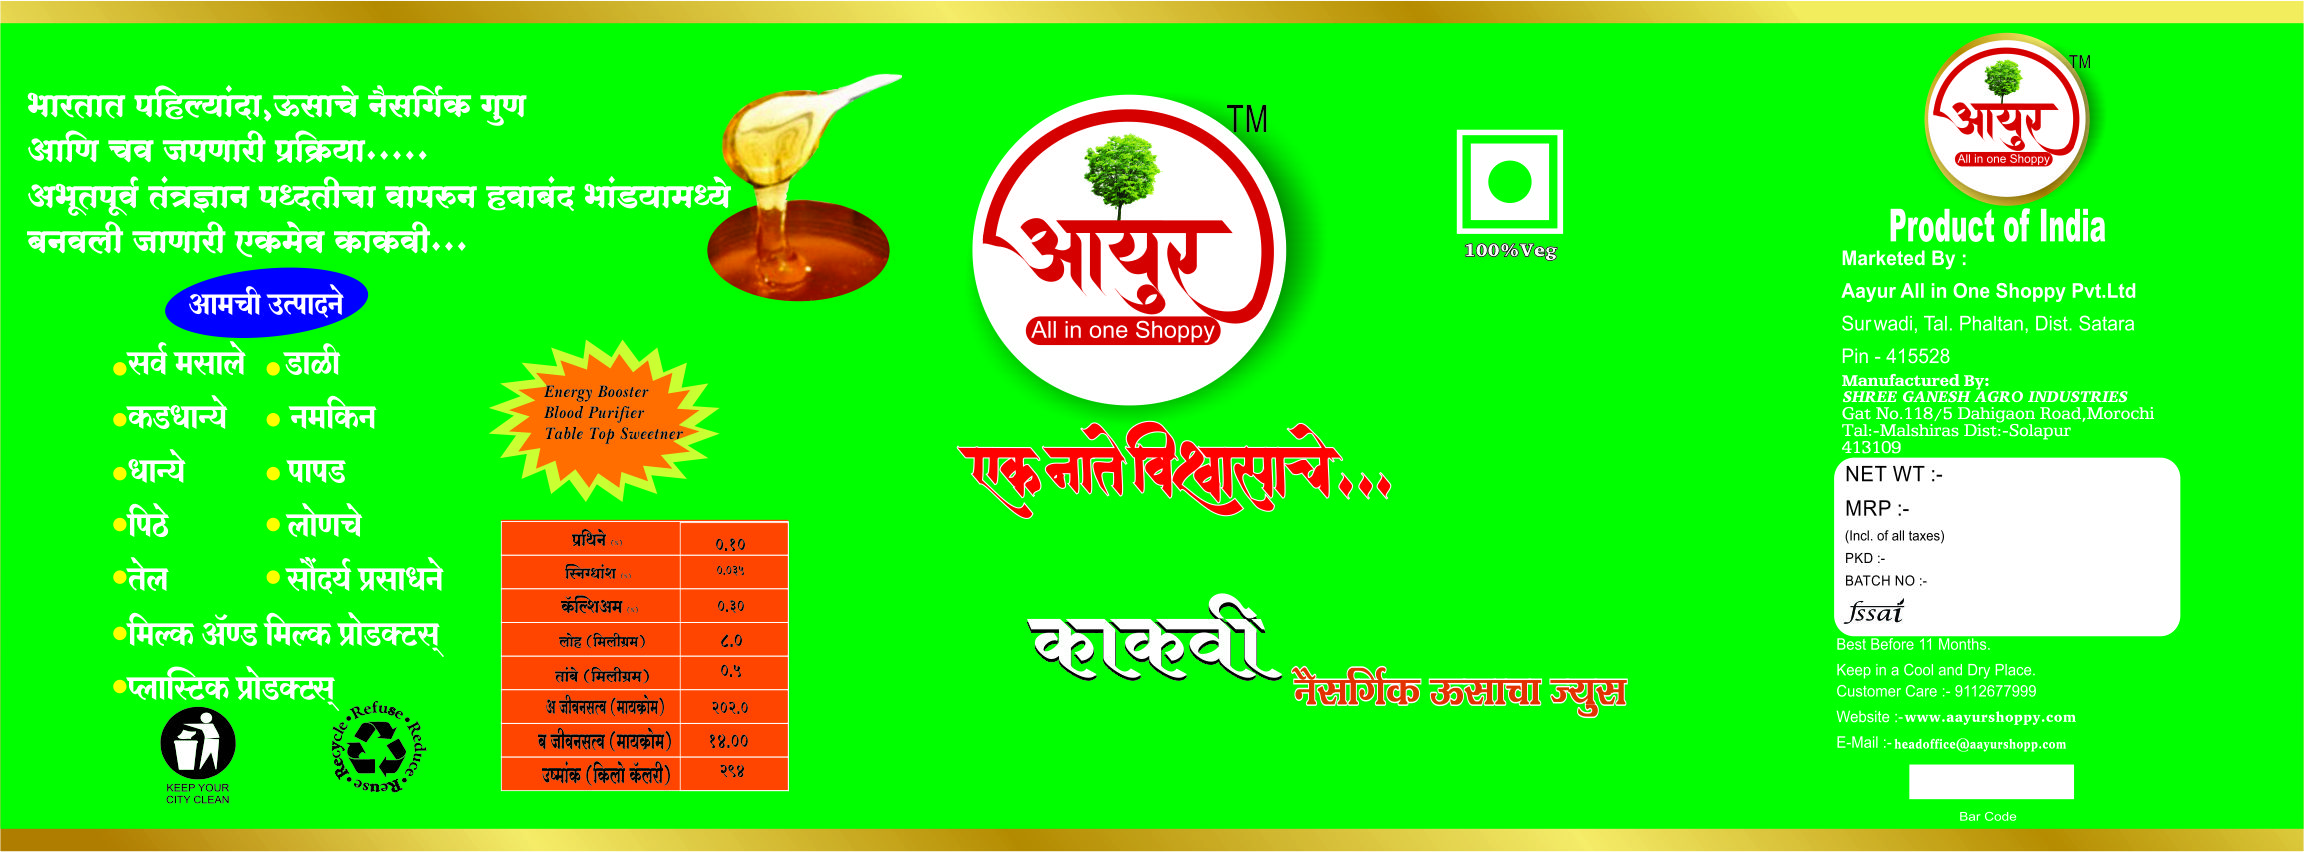 भारतात पहिल्यांदा,ऊसाचे नैसर्गिक गुण
आणि चव जपणारी प्रक्रिया.....
अभूतपूर्व तंत्रज्ञान पध्दतीचा वापरुन हवाबंद भांडयामध्ये
बनवली जाणारी एकमेव काकवी...
आमची उत्पादने
सर्व मसाले
डाळी
कडधान्ये
नमकिन
धान्ये
पापड
पिठे
लोणचे
तेल
सौंदर्य प्रसाधने
मिल्क ॲण्ड मिल्क प्रोडक्टस्
प्लास्टिक प्रोडक्टस्
KEEP YOUR
CITY CLEAN
Refuse • Reduce • Reuse • Recycle •
Energy Booster
Blood Purifier
Table Top Sweetner
प्रथिने (%) ०.१०
स्निग्धांश (%) ०.०३५
कॅल्शिअम (%) ०.३०
लोह (मिलीग्रम) ८.०
तांबे (मिलीग्रम) ०.५
अ जीवनसत्व (मायक्रोम) २०२.०
ब जीवनसत्व (मायक्रोम) १४.००
उष्मांक (किलो कॅलरी) २९४
TM
आयुर
All in one Shoppy
एक नाते विश्वासाचे...
काकवी
नैसर्गिक ऊसाचा ज्युस
100%Veg
TM
आयुर
All in one Shoppy
Product of India
Marketed By :
Aayur All in One Shoppy Pvt.Ltd
Surwadi, Tal. Phaltan, Dist. Satara
Pin - 415528
Manufactured By:
SHREE GANESH AGRO INDUSTRIES
Gat No.118/5 Dahigaon Road,Morochi
Tal:-Malshiras Dist:-Solapur
413109
NET WT :-
MRP :-
(Incl. of all taxes)
PKD :-
BATCH NO :-
fssai
Best Before 11 Months.
Keep in a Cool and Dry Place.
Customer Care :- 9112677999
Website :-www.aayurshoppy.com
E-Mail :- headoffice@aayurshopp.com
Bar Code